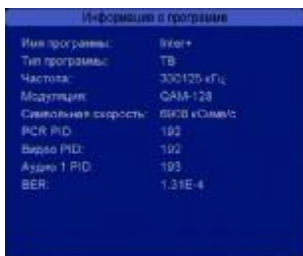 Информация о программе
Имя программы: Inter+
Тип программы: ТВ
Частота: 330125 кГц
Модуляция: QAM-128
Символьная скорость: 6908 кСимв/с
PCR PID: 192
Видео PID: 192
Аудио 1 PID: 193
BER: 1.31E-4